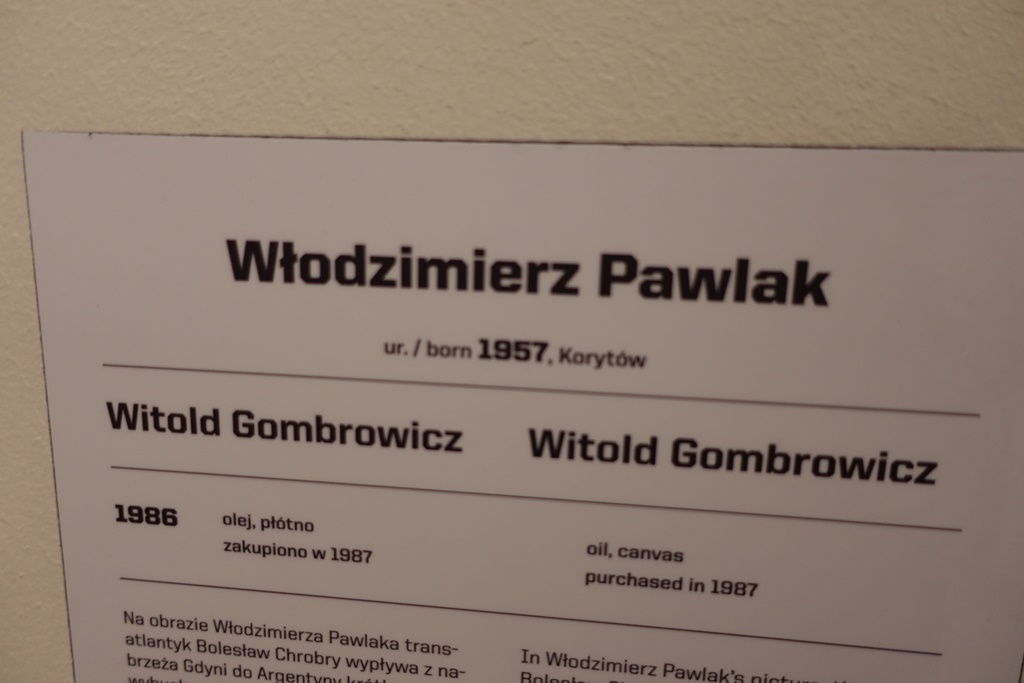 Włodzimierz Pawlak
ur. / born 1957, Korytów
Witold Gombrowicz
Witold Gombrowicz
1986
olej, płótno
zakupiono w 1987
oil, canvas
purchased in 1987
Na obrazie Włodzimierza Pawlaka trans-
atlantyk Bolesław Chrobry wypływa z na-
brzeża Gdyni do Argentyny
In Włodzimierz Pawlak's
Bolesław